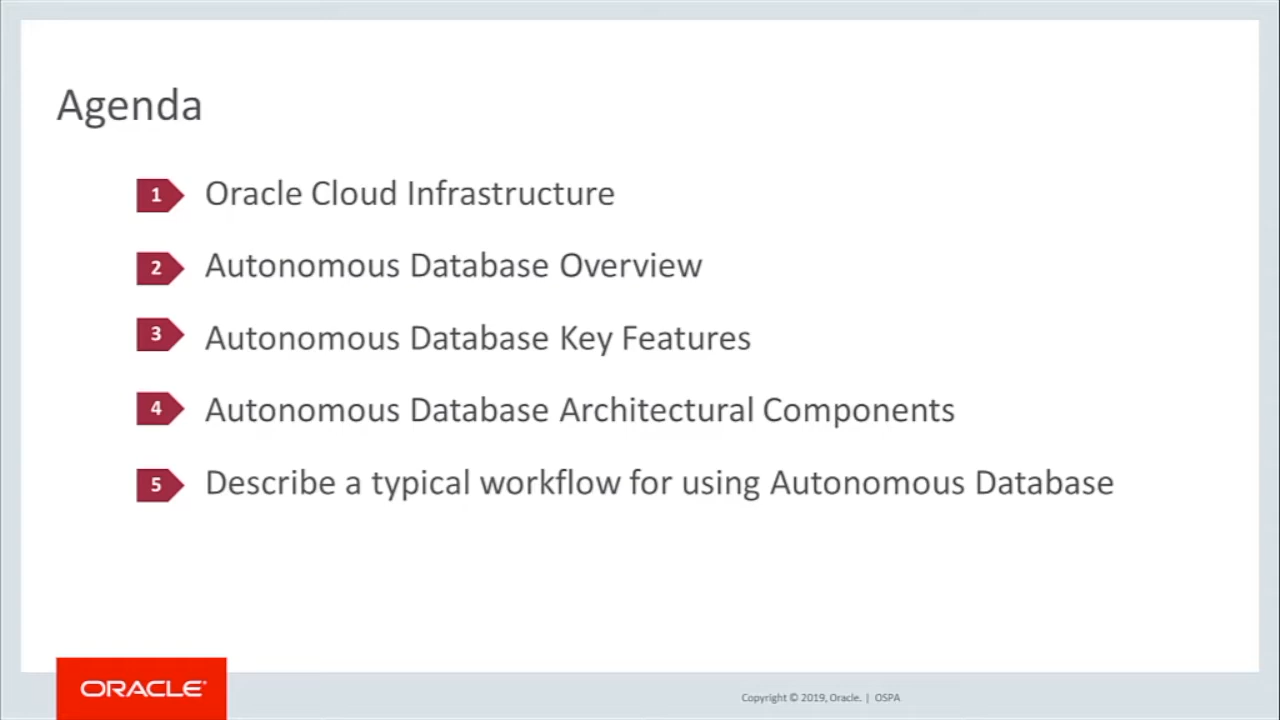 Agenda
1 Oracle Cloud Infrastructure
2 Autonomous Database Overview
3 Autonomous Database Key Features
4 Autonomous Database Architectural Components
5 Describe a typical workflow for using Autonomous Database
ORACLE®
Copyright © 2019, Oracle. | OSPA